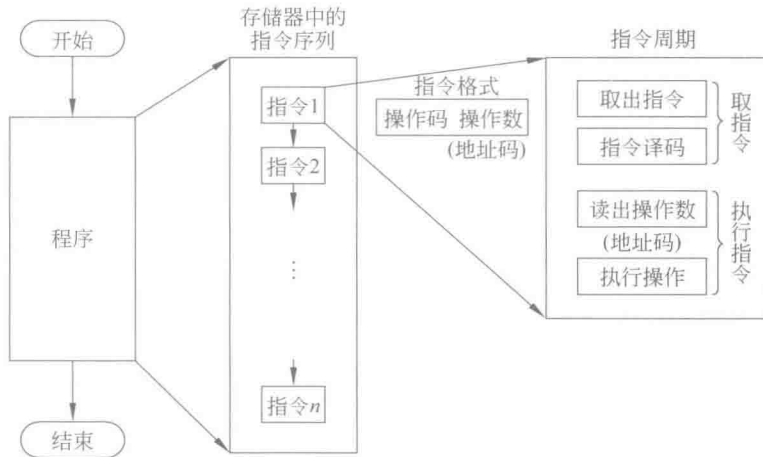 开始
程序
结束
存储器中的
指令序列
指令1
指令2
⋮
指令n
指令格式
操作码 操作数
(地址码)
指令周期
取出指令
指令译码
取指令
读出操作数
(地址码)
执行操作
执行指令